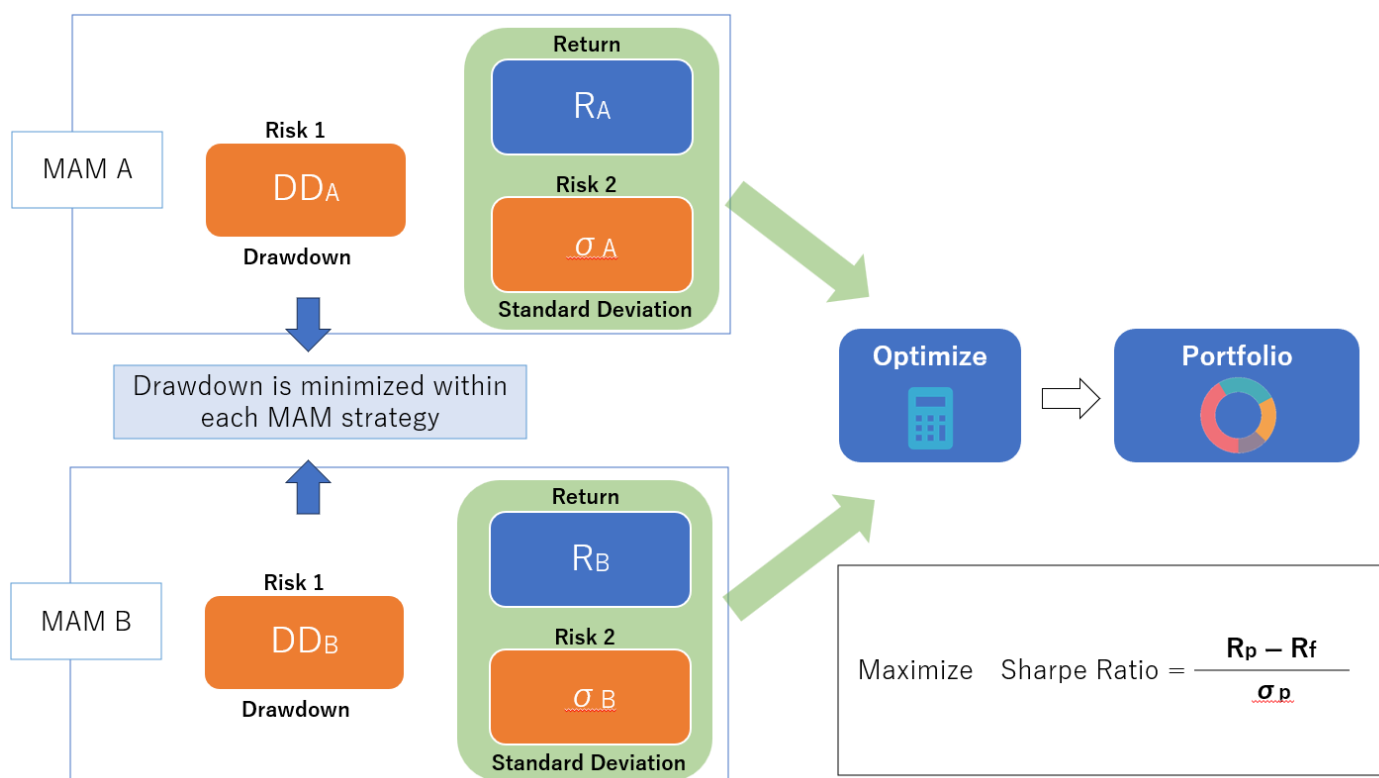 MAM A
Risk 1
DDA
Drawdown
Return
RA
Risk 2
σ A
Standard Deviation
Drawdown is minimized within
each MAM strategy
MAM B
Risk 1
DDB
Drawdown
Return
RB
Risk 2
σ B
Standard Deviation
Optimize
Portfolio
Maximize Sharpe Ratio = Rp − Rf
σ p